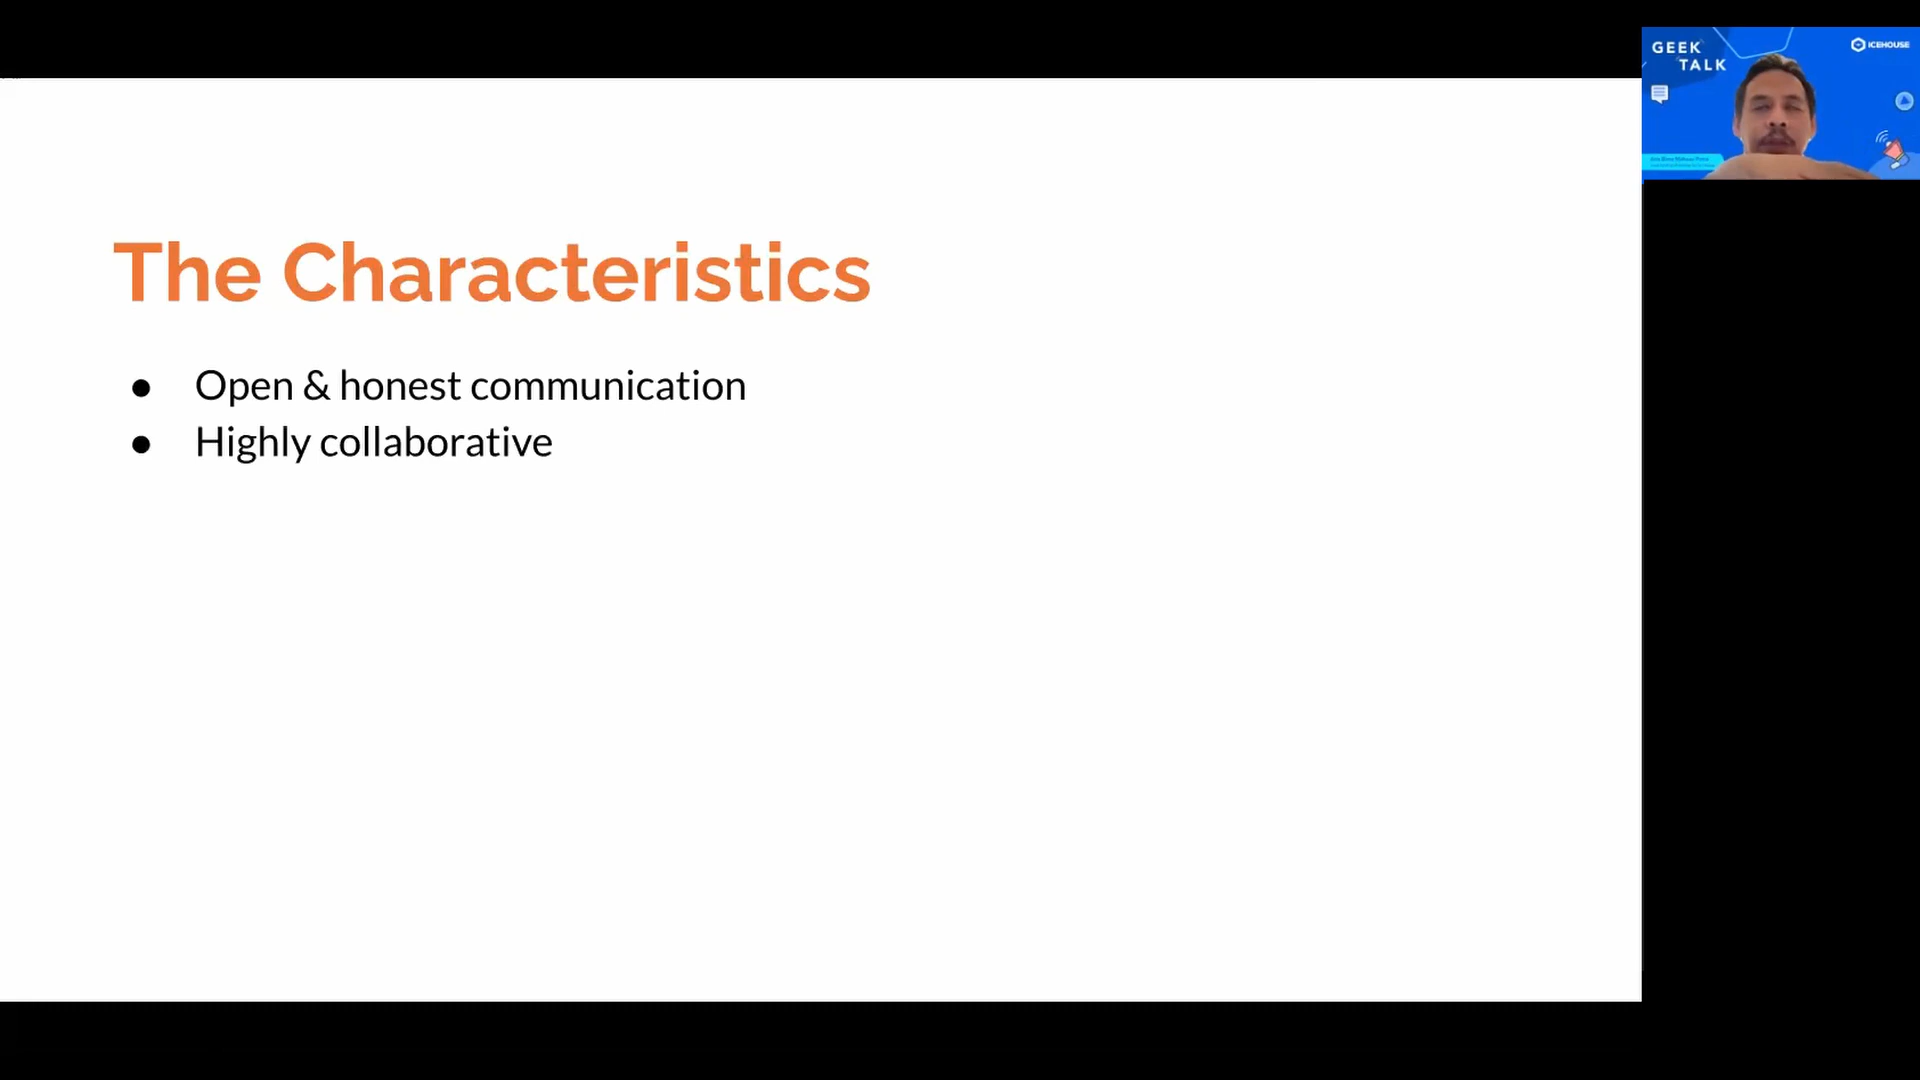 The Characteristics
● Open & honest communication
● Highly collaborative
GEEK
TALK
ICEHOUSE